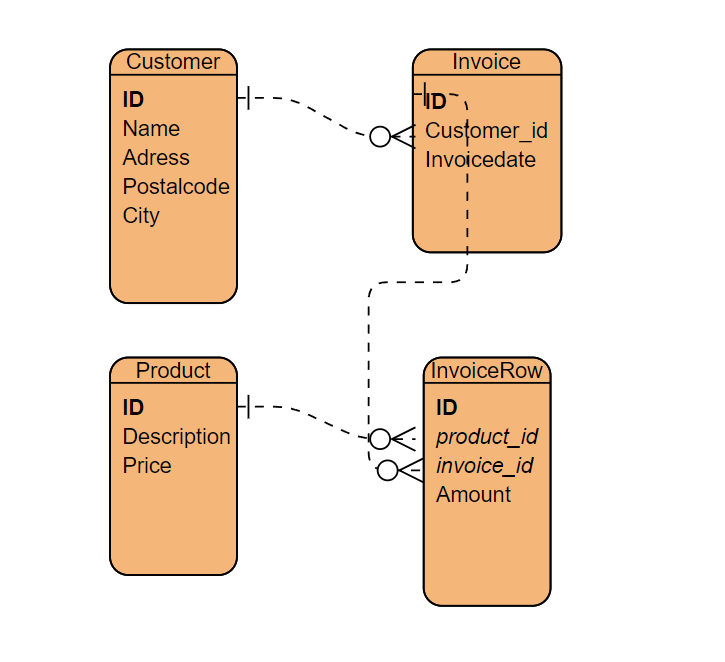 Customer
ID
Name
Adress
Postalcode
City
Invoice
ID
Customer_id
Invoicedate
Product
ID
Description
Price
InvoiceRow
ID
product_id
invoice_id
Amount